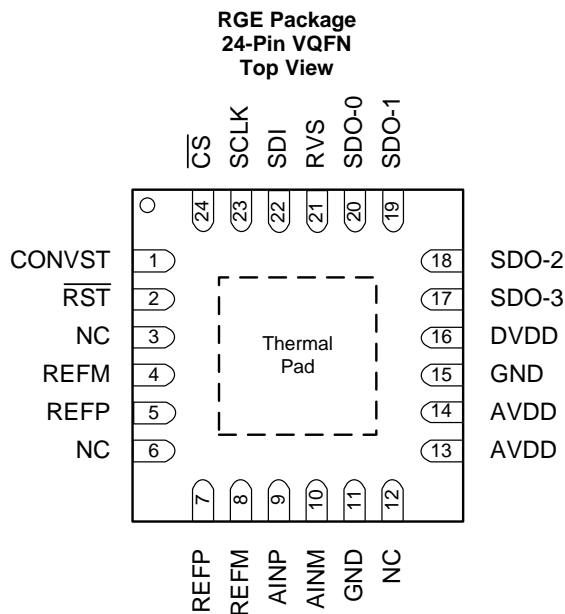 RGE Package
24-Pin VQFN
Top View
CS
SCLK
SDI
RVS
SDO-0
SDO-1
24
23
22
21
20
19
CONVST 1
RST 2
NC 3
REFM 4
REFP 5
NC 6
Thermal
Pad
18 SDO-2
17 SDO-3
16 DVDD
15 GND
14 AVDD
13 AVDD
7
8
9
10
11
12
REFP
REFM
AINP
AINM
GND
NC